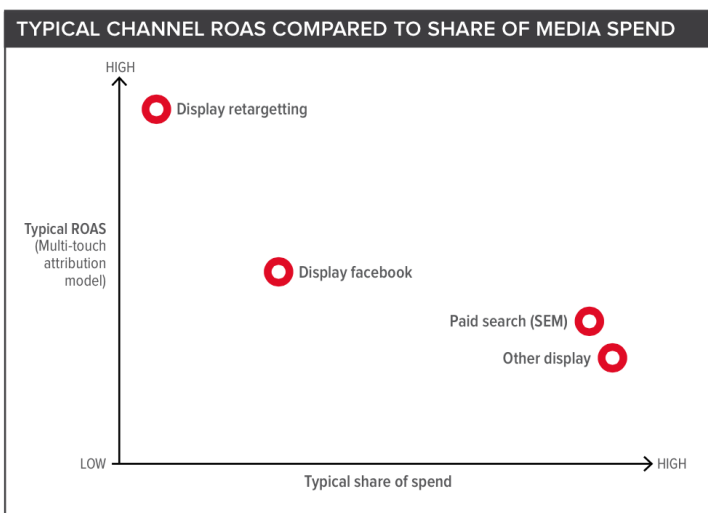 TYPICAL CHANNEL ROAS COMPARED TO SHARE OF MEDIA SPEND
HIGH
Display retargetting
Typical ROAS
(Multi-touch
attribution
model)
Display facebook
Paid search (SEM)
Other display
LOW
HIGH
Typical share of spend